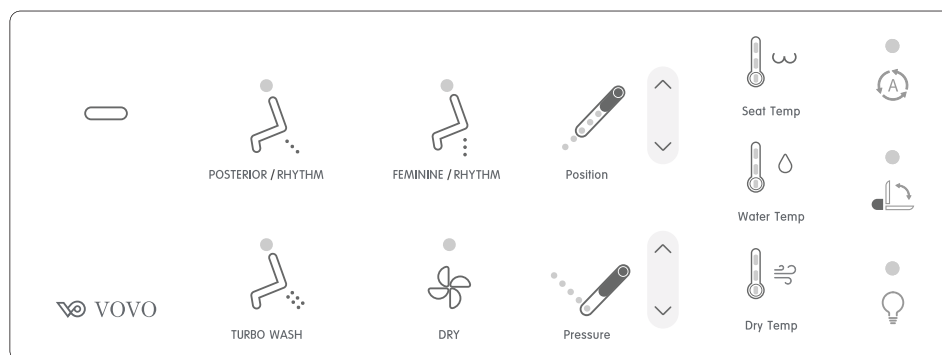 Seat Temp
A
POSTERIOR / RHYTHM
FEMININE / RHYTHM
Position
Water Temp
VOVO
TURBO WASH
DRY
Pressure
Dry Temp